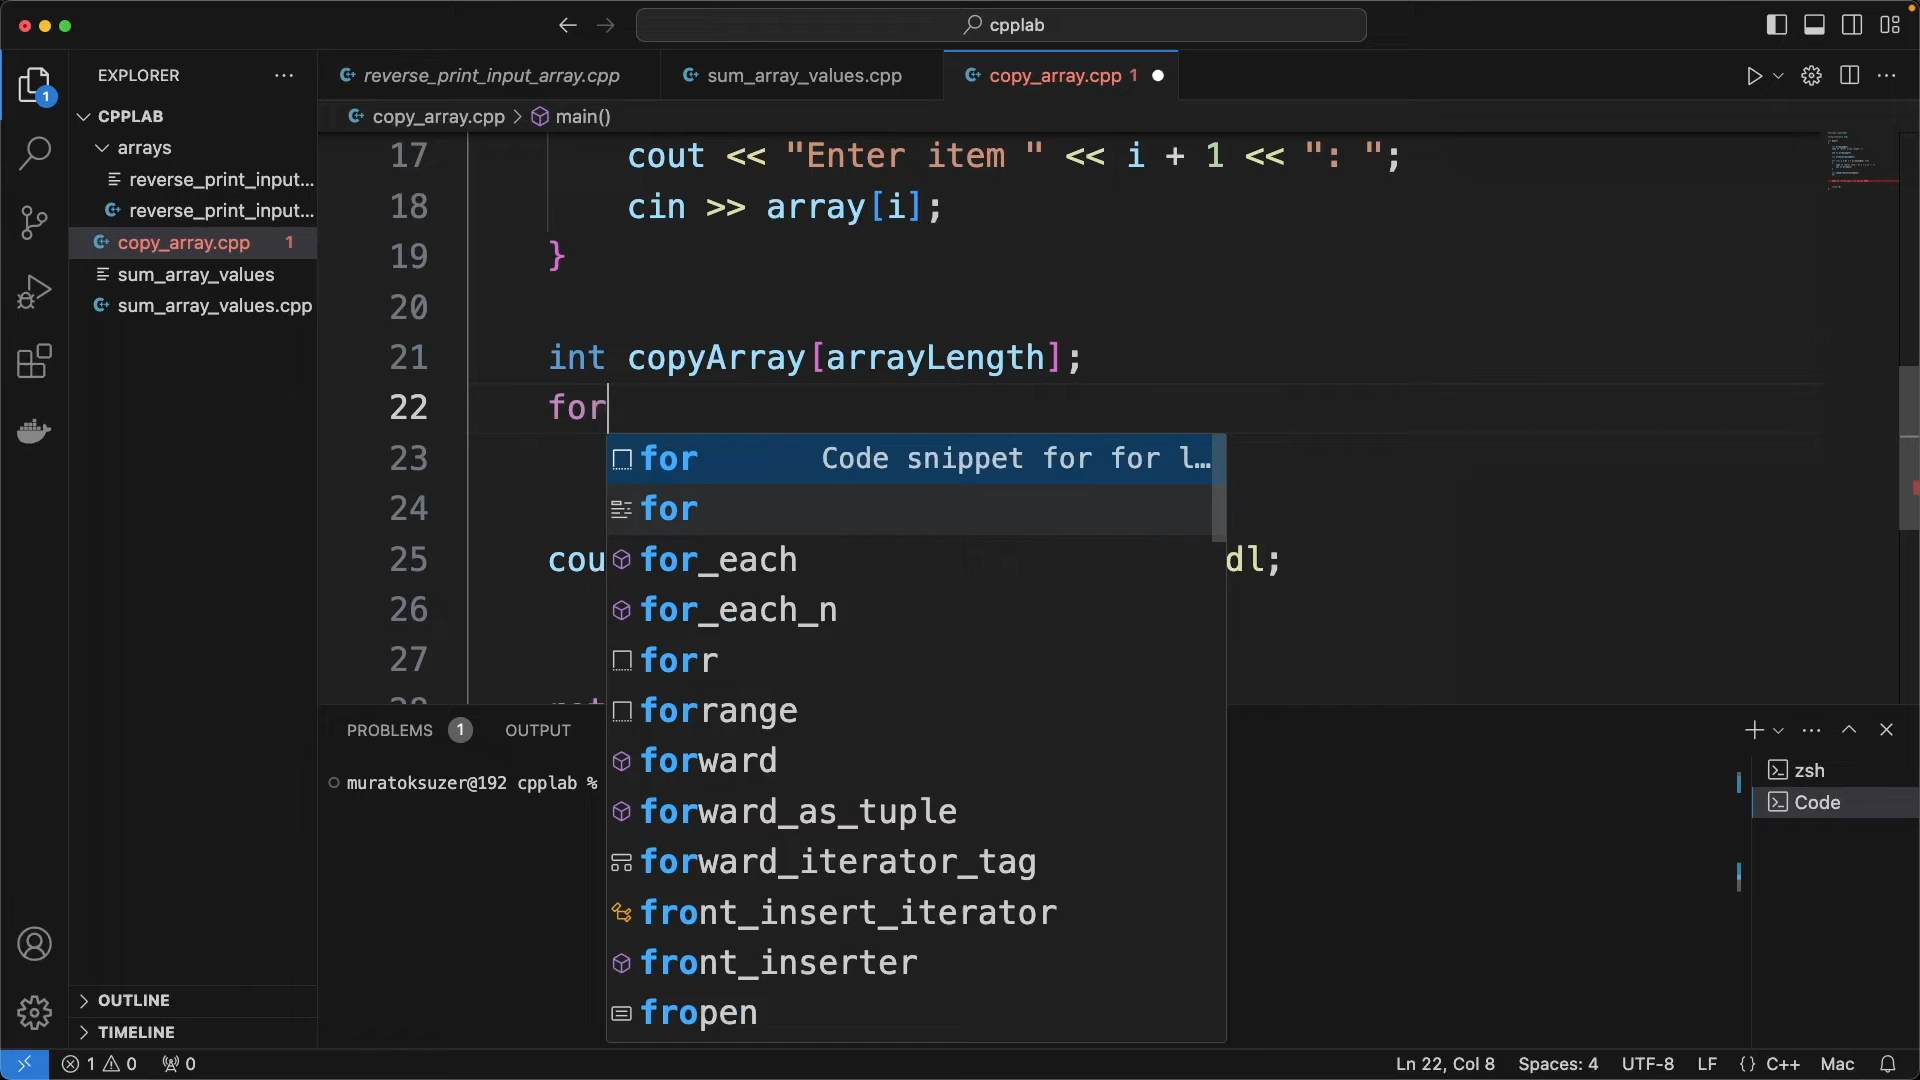 cpplab
EXPLORER
reverse_print_input_array.cpp
sum_array_values.cpp
copy_array.cpp 1
1
CPPLAB
copy_array.cpp > main()
arrays
reverse_print_input...
reverse_print_input...
copy_array.cpp 1
sum_array_values
sum_array_values.cpp
17 cout << "Enter item " << i + 1 << ": ";
18 cin >> array[i];
19 }
20
21 int copyArray[arrayLength];
22 for
23
24
25 cou dl;
26
27
for Code snippet for for l...
for
for_each
for_each_n
forr
forrange
forward
forward_as_tuple
forward_iterator_tag
front_insert_iterator
front_inserter
fropen
PROBLEMS 1 OUTPUT
muratoksuzer@192 cpplab %
zsh
Code
OUTLINE
TIMELINE
1 0 0
Ln 22, Col 8 Spaces: 4 UTF-8 LF {} C++ Mac